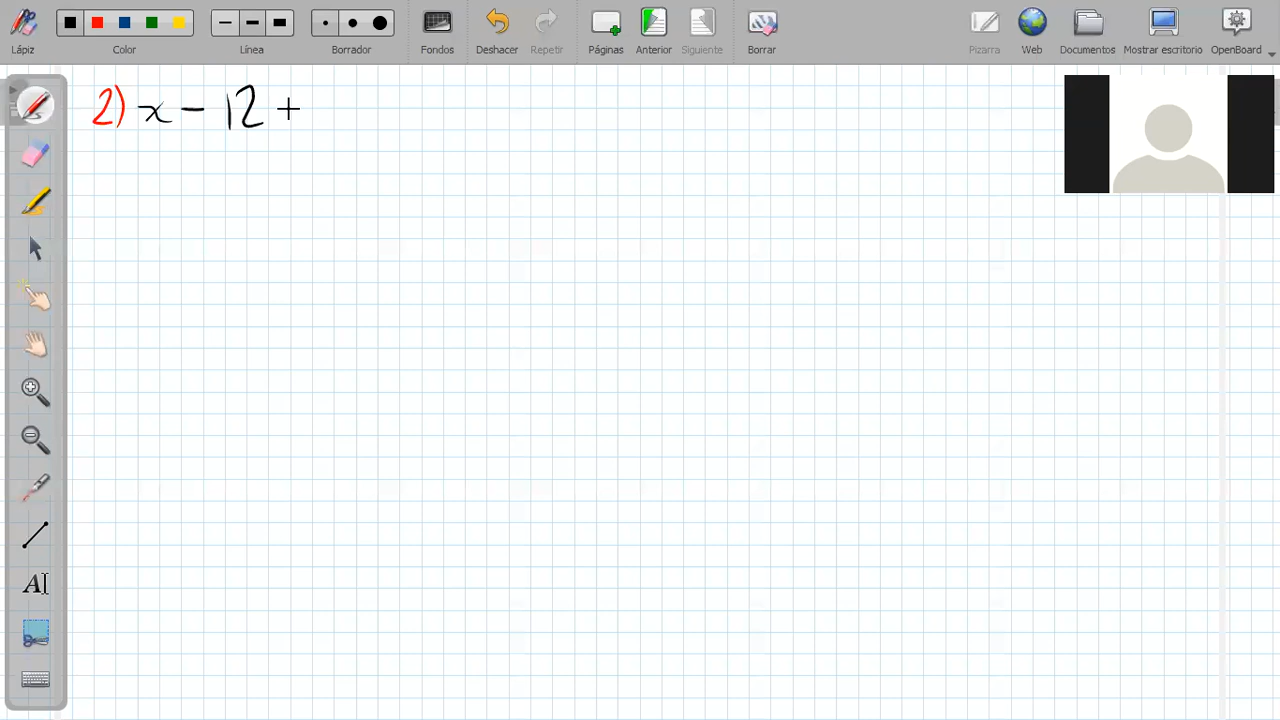 Lápiz Color Línea Borrador Fondos Deshacer Repetir Páginas Anterior Siguiente Borrar Pizarra Web Documentos Mostrar escritorio OpenBoard
2) x - 12 +
A